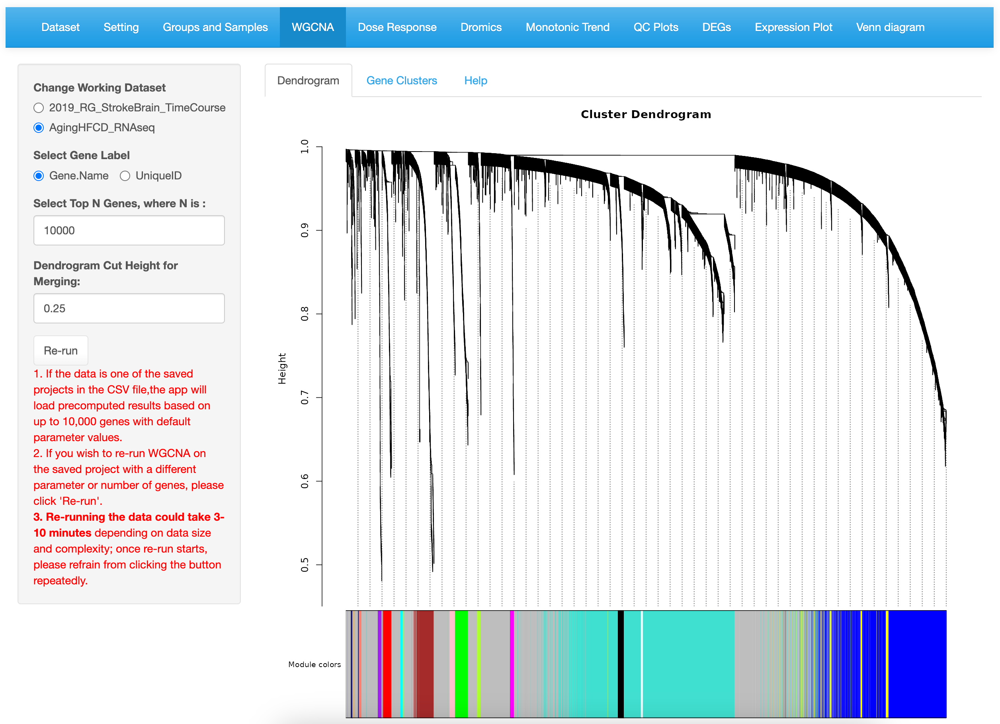 Dataset Setting Groups and Samples WGCNA Dose Response Dromics Monotonic Trend QC Plots DEGs Expression Plot Venn diagram
Change Working Dataset
2019_RG_StrokeBrain_TimeCourse
AgingHFCD_RNAseq
Select Gene Label
Gene.Name UniqueID
Select Top N Genes, where N is :
10000
Dendrogram Cut Height for
Merging:
0.25
Re-run
1. If the data is one of the saved
projects in the CSV file,the app will
load precomputed results based on
up to 10,000 genes with default
parameter values.
2. If you wish to re-run WGCNA on
the saved project with a different
parameter or number of genes, please
click 'Re-run'.
3. Re-running the data could take 3-
10 minutes depending on data size
and complexity; once re-run starts,
please refrain from clicking the button
repeatedly.
Dendrogram Gene Clusters Help
Cluster Dendrogram
Height
1.0
0.9
0.8
0.7
0.6
0.5
Module colors